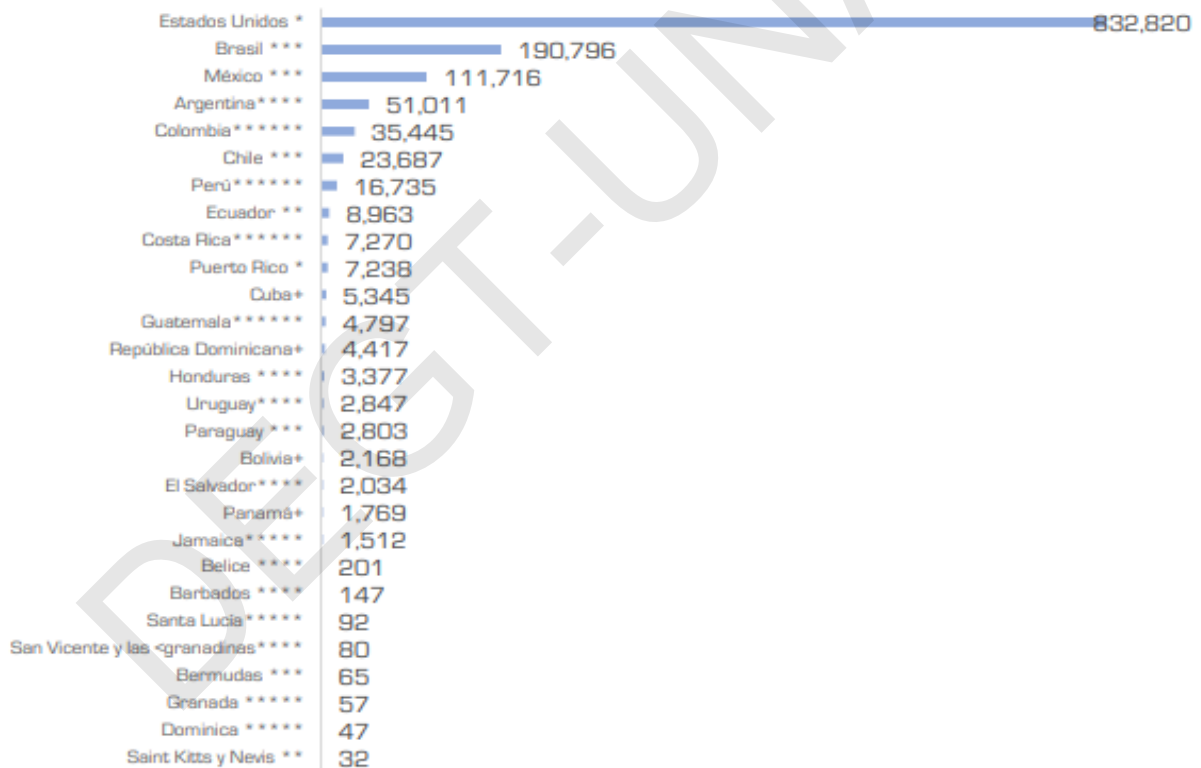 Estados Unidos * 832,820
Brasil *** 190,796
México *** 111,716
Argentina**** 51,011
Colombia****** 35,445
Chile *** 23,687
Perú****** 16,735
Ecuador ** 8,963
Costa Rica****** 7,270
Puerto Rico * 7,238
Cuba+ 5,345
Guatemala****** 4,797
República Dominicana+ 4,417
Honduras **** 3,377
Uruguay**** 2,847
Paraguay *** 2,803
Bolivia+ 2,168
El Salvador**** 2,034
Panamá+ 1,769
Jamaica***** 1,512
Belice **** 201
Barbados **** 147
Santa Lucía***** 92
San Vicente y las <granadinas**** 80
Bermudas *** 65
Granada ***** 57
Dominica ***** 47
Saint Kitts y Nevis ** 32
DEGT-UNA